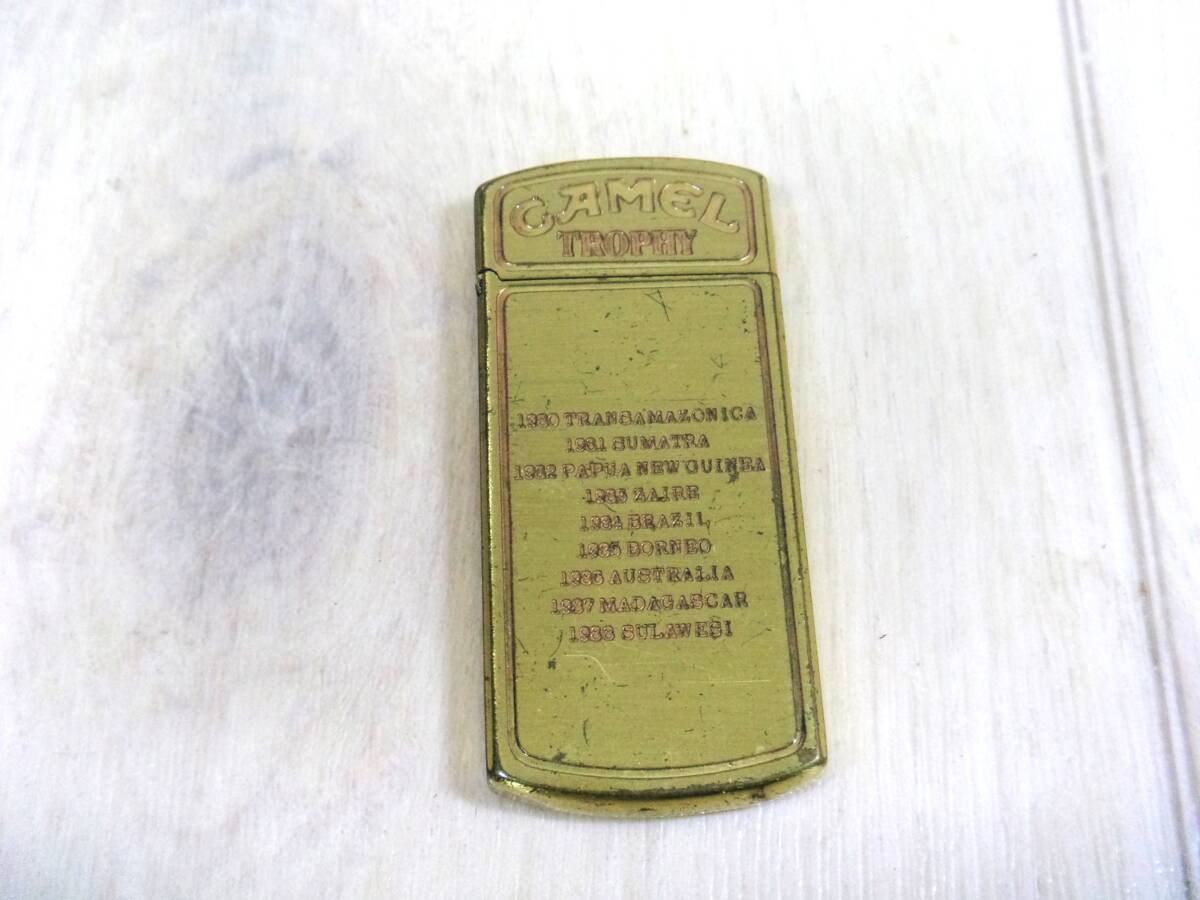 CAMEL
TROPHY
1980 TRANSAMAZONICA
1981 SUMATRA
1982 PAPUA NEW GUINEA
1983 ZAIRE
1984 BRAZIL
1985 BORNEO
1986 AUSTRALIA
1987 MADAGASCAR
1988 SULAWESI